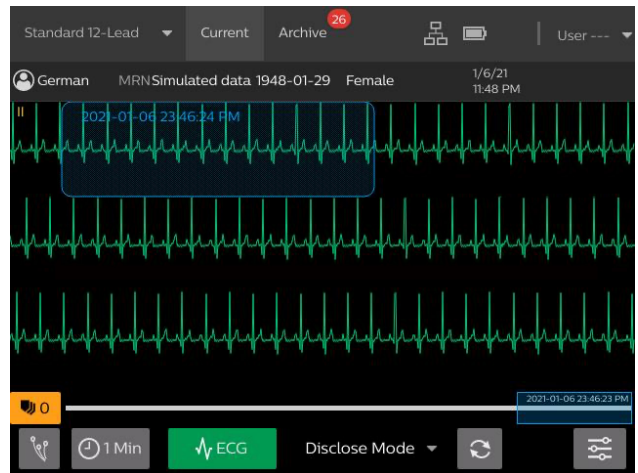 Standard 12-Lead Current Archive 26 User ---
German MRN Simulated data 1948-01-29 Female 1/6/21
11:48 PM
II 2021-01-06 23:46:24 PM
2021-01-06 23:46:23 PM
0
1 Min ECG Disclose Mode